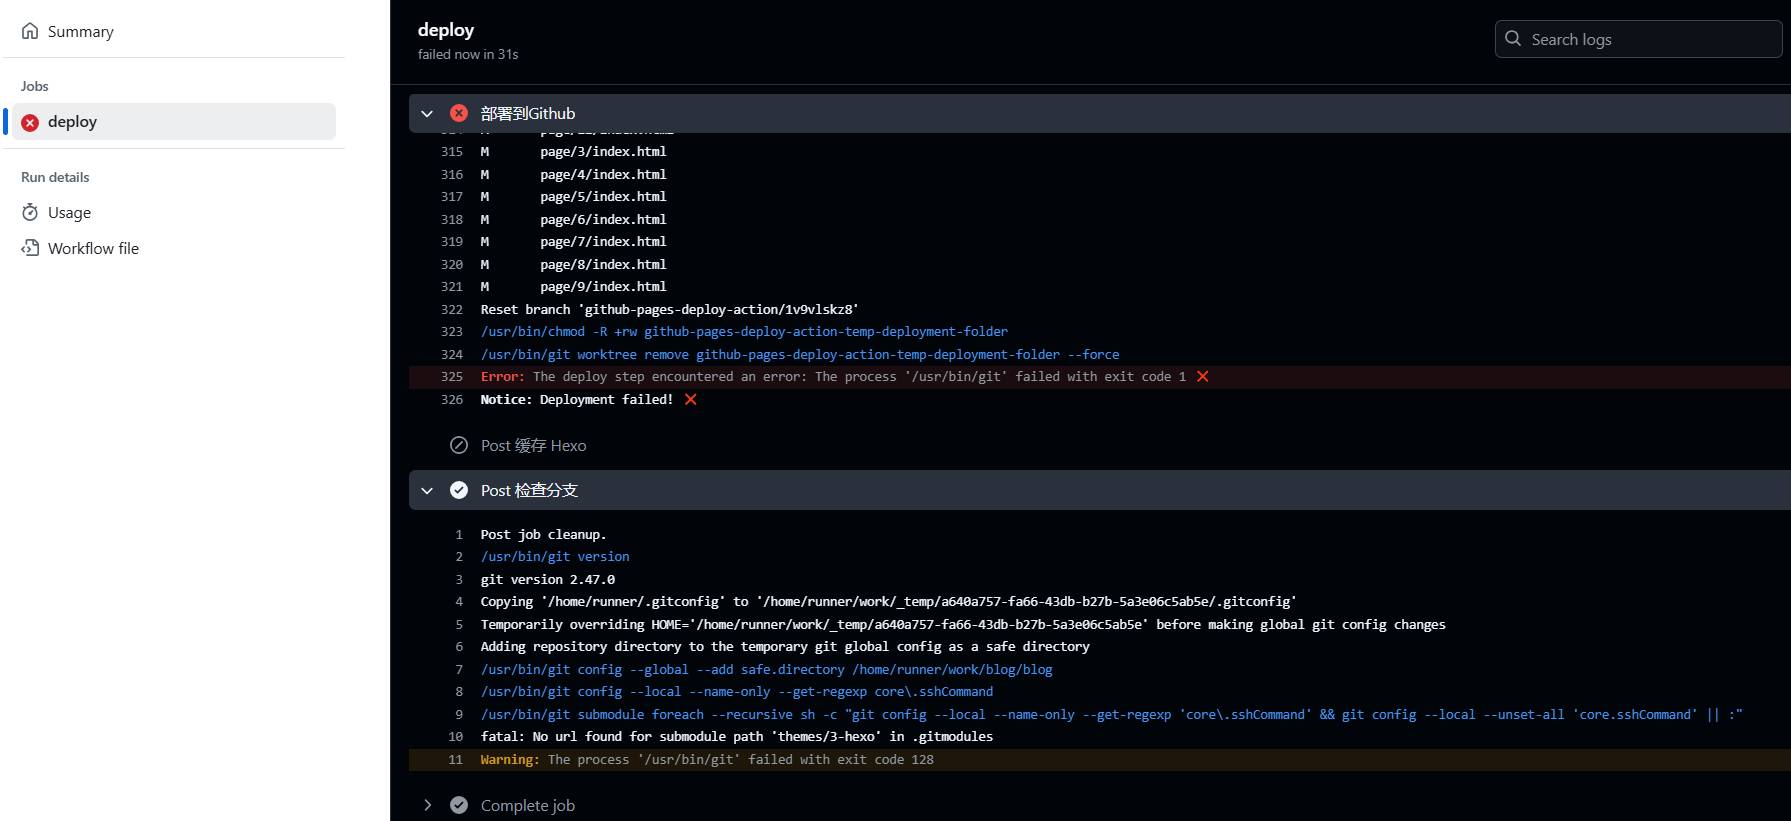 Summary
Jobs
deploy
Run details
Usage
Workflow file
deploy
failed now in 31s
Search logs
部署到Github
315 M page/3/index.html
316 M page/4/index.html
317 M page/5/index.html
318 M page/6/index.html
319 M page/7/index.html
320 M page/8/index.html
321 M page/9/index.html
322 Reset branch 'github-pages-deploy-action/1v9vlskz8'
323 /usr/bin/chmod -R +rw github-pages-deploy-action-temp-deployment-folder
324 /usr/bin/git worktree remove github-pages-deploy-action-temp-deployment-folder --force
325 Error: The deploy step encountered an error: The process '/usr/bin/git' failed with exit code 1 ❌
326 Notice: Deployment failed! ❌
Post 缓存 Hexo
Post 检查分支
1 Post job cleanup.
2 /usr/bin/git version
3 git version 2.47.0
4 Copying '/home/runner/.gitconfig' to '/home/runner/work/_temp/a640a757-fa66-43db-b27b-5a3e06c5ab5e/.gitconfig'
5 Temporarily overriding HOME='/home/runner/work/_temp/a640a757-fa66-43db-b27b-5a3e06c5ab5e' before making global git config changes
6 Adding repository directory to the temporary git global config as a safe directory
7 /usr/bin/git config --global --add safe.directory /home/runner/work/blog/blog
8 /usr/bin/git config --local --name-only --get-regexp core\.sshCommand
9 /usr/bin/git submodule foreach --recursive sh -c "git config --local --name-only --get-regexp 'core\.sshCommand' && git config --local --unset-all 'core.sshCommand' || :"
10 fatal: No url found for submodule path 'themes/3-hexo' in .gitmodules
11 Warning: The process '/usr/bin/git' failed with exit code 128
Complete job